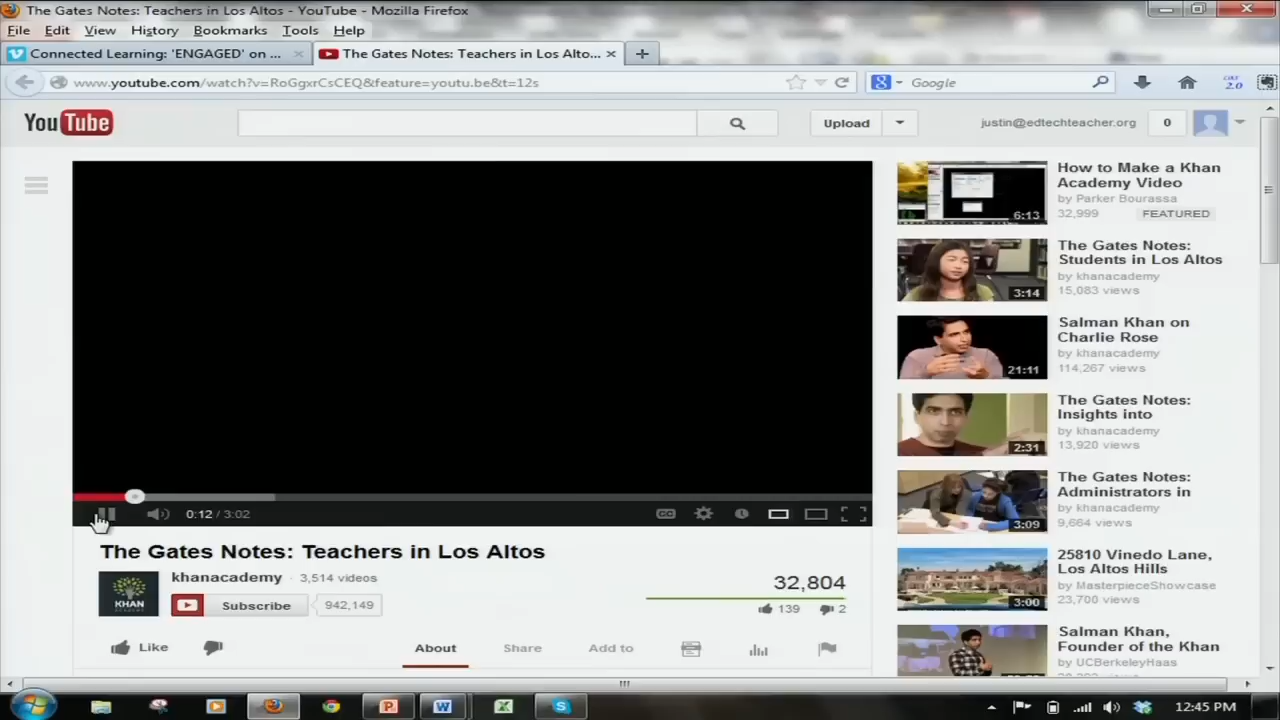 The Gates Notes: Teachers in Los Altos - YouTube - Mozilla Firefox
File Edit View History Bookmarks Tools Help
Connected Learning: 'ENGAGED' on ...
The Gates Notes: Teachers in Los Alto...
www.youtube.com/watch?v=RoGgxrCsCEQ&feature=youtu.be&t=12s
Google
YouTube
Upload
justin@edtechteacher.org
0
How to Make a Khan
Academy Video
by Parker Bourassa
32,999 FEATURED
6:13
The Gates Notes:
Students in Los Altos
by khanacademy
15,083 views
3:14
Salman Khan on
Charlie Rose
by khanacademy
114,267 views
21:11
The Gates Notes:
Insights into
by khanacademy
13,920 views
2:31
The Gates Notes:
Administrators in
by khanacademy
9,664 views
3:09
25810 Vinedo Lane,
Los Altos Hills
by MasterpieceShowcase
23,700 views
3:00
Salman Khan,
Founder of the Khan
by UCBerkeleyHaas
0:12 / 3:02
CC
The Gates Notes: Teachers in Los Altos
khanacademy · 3,514 videos
KHAN
Subscribe 942,149
32,804
139 2
Like
About Share Add to
12:45 PM